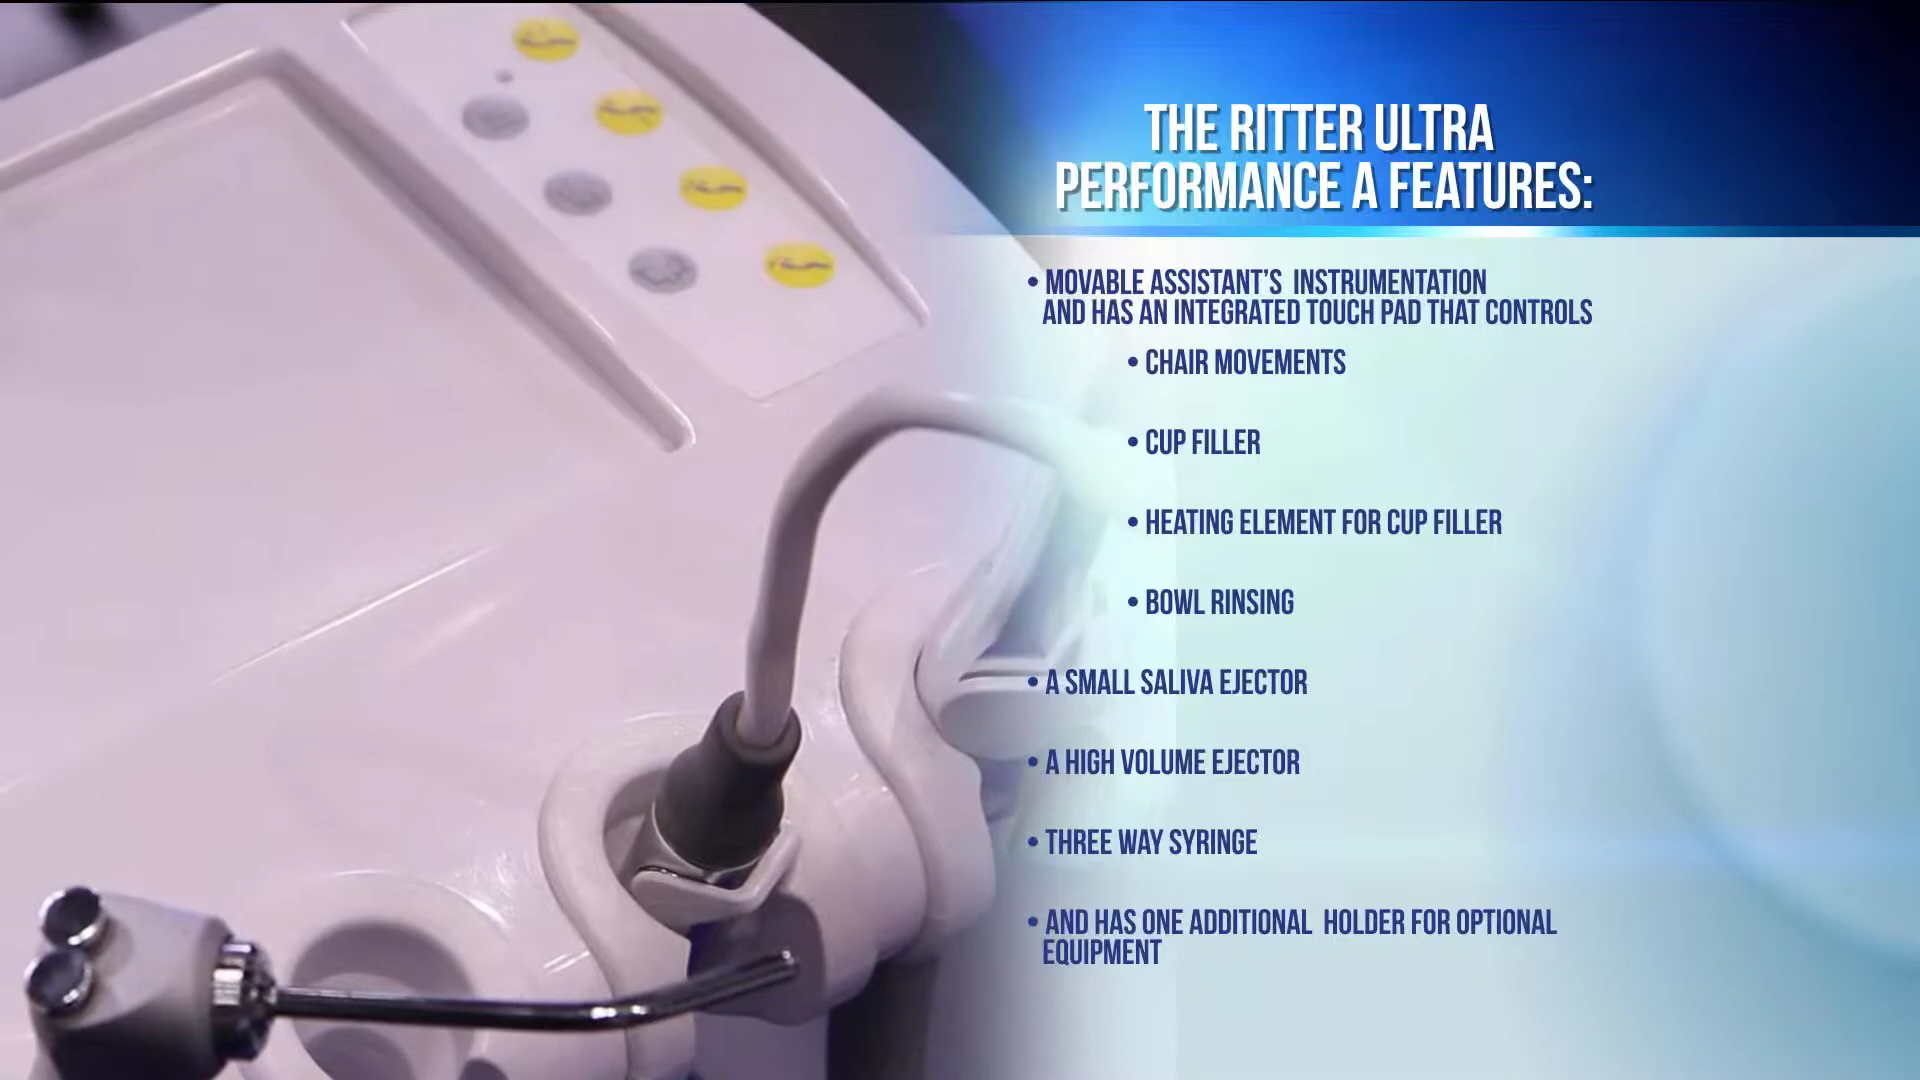 THE RITTER ULTRA
PERFORMANCE A FEATURES:
• MOVABLE ASSISTANT'S INSTRUMENTATION
AND HAS AN INTEGRATED TOUCH PAD THAT CONTROLS
• CHAIR MOVEMENTS
• CUP FILLER
• HEATING ELEMENT FOR CUP FILLER
• BOWL RINSING
• A SMALL SALIVA EJECTOR
• A HIGH VOLUME EJECTOR
• THREE WAY SYRINGE
• AND HAS ONE ADDITIONAL HOLDER FOR OPTIONAL
EQUIPMENT